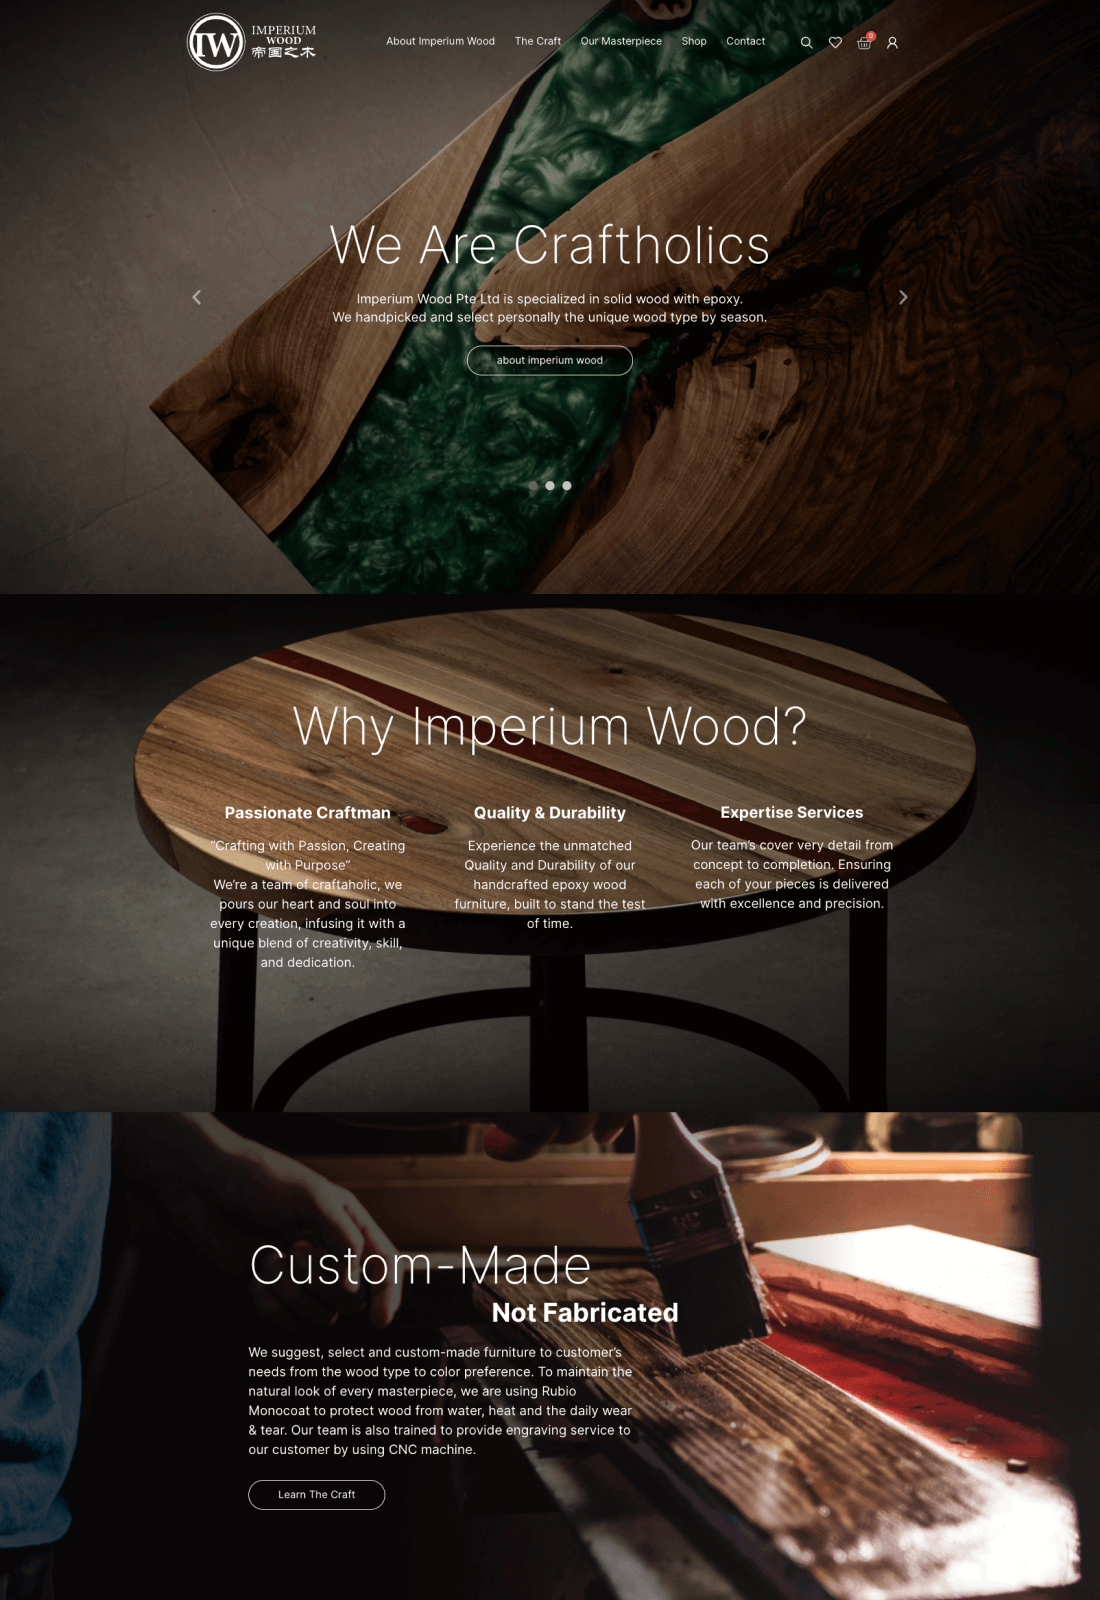 IW
IMPERIUM
WOOD
帝国之木
About Imperium Wood
The Craft
Our Masterpiece
Shop
Contact
0
We Are Craftholics
Imperium Wood Pte Ltd is specialized in solid wood with epoxy.
We handpicked and select personally the unique wood type by season.
about imperium wood
Why Imperium Wood?
Passionate Craftman
“Crafting with Passion, Creating
with Purpose”
We’re a team of craftaholic, we
pours our heart and soul into
every creation, infusing it with a
unique blend of creativity, skill,
and dedication.
Quality & Durability
Experience the unmatched
Quality and Durability of our
handcrafted epoxy wood
furniture, built to stand the test
of time.
Expertise Services
Our team’s cover very detail from
concept to completion. Ensuring
each of your pieces is delivered
with excellence and precision.
Custom-Made
Not Fabricated
We suggest, select and custom-made furniture to customer’s
needs from the wood type to color preference. To maintain the
natural look of every masterpiece, we are using Rubio
Monocoat to protect wood from water, heat and the daily wear
& tear. Our team is also trained to provide engraving service to
our customer by using CNC machine.
Learn The Craft